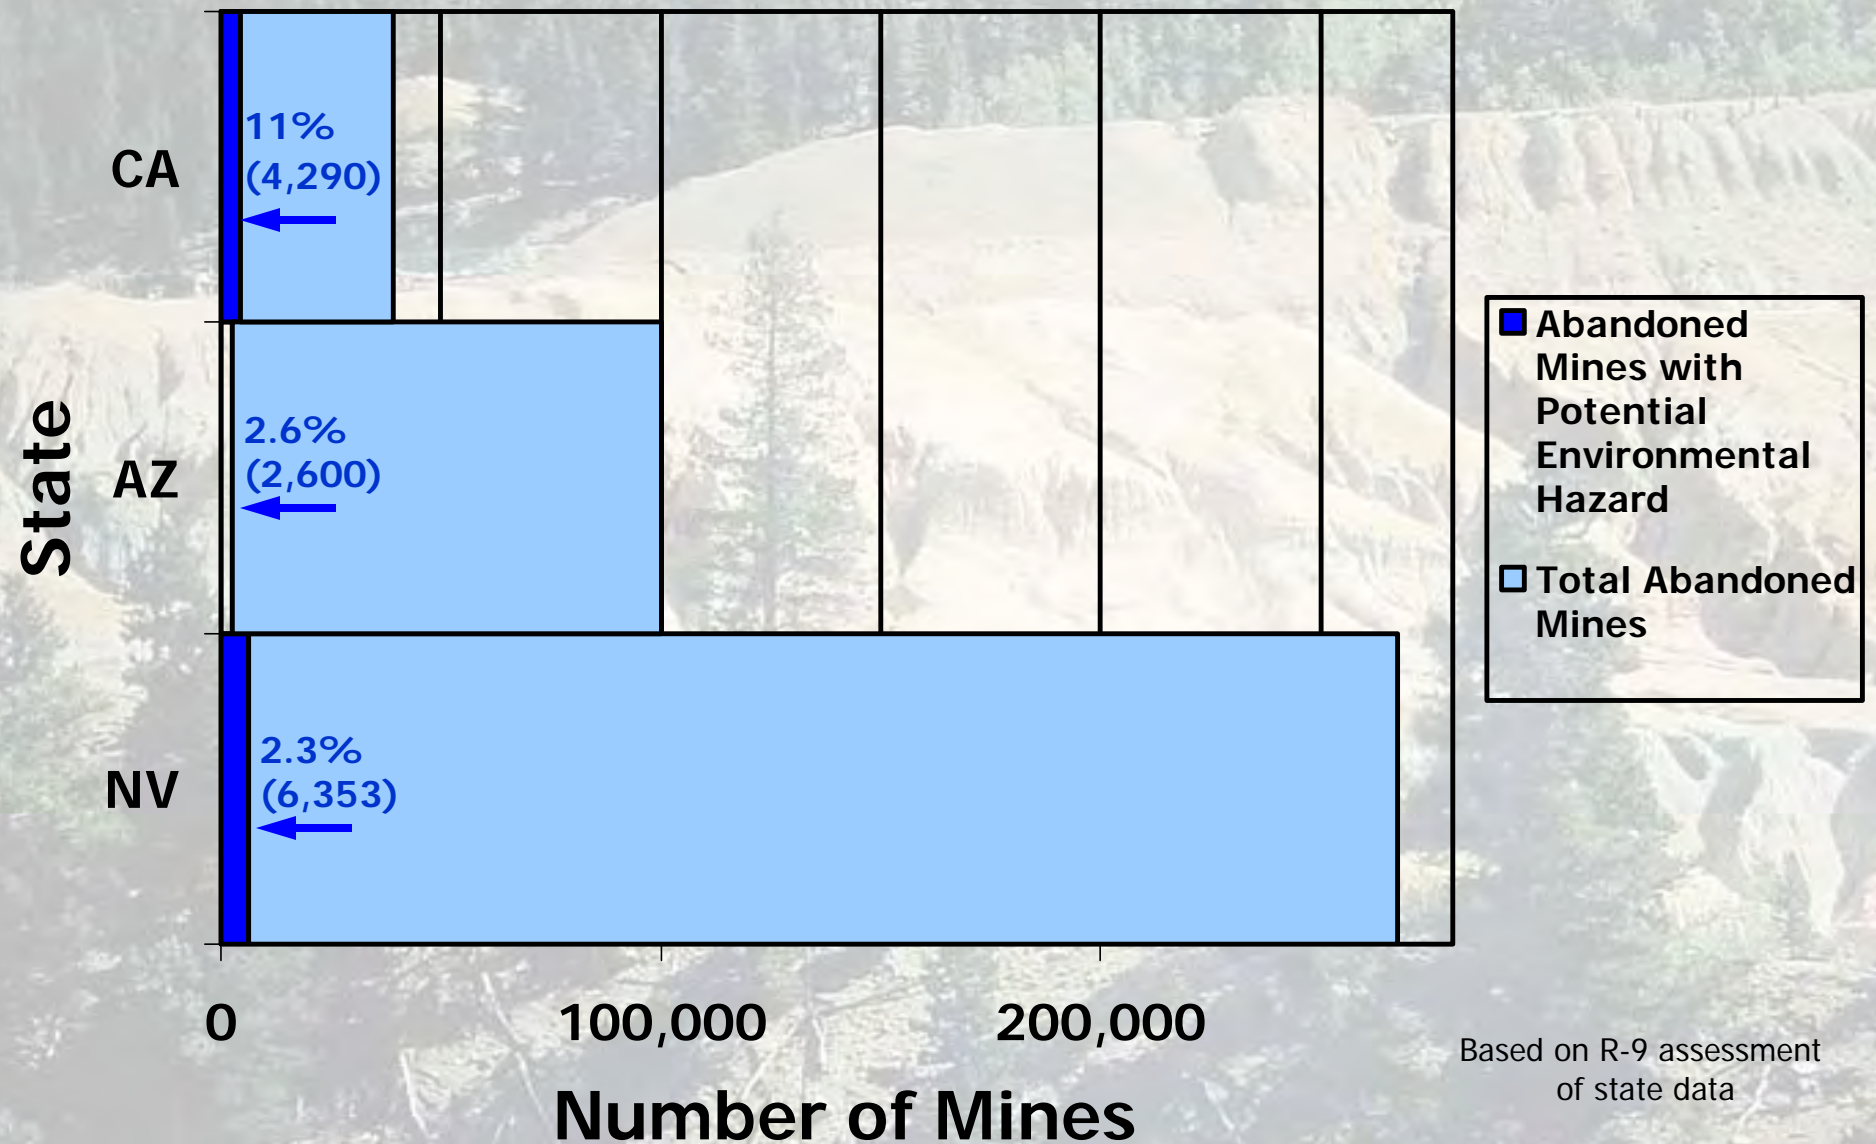 State
CA
11%
(4,290)
AZ
2.6%
(2,600)
NV
2.3%
(6,353)
0
100,000
200,000
Number of Mines
Abandoned
Mines with
Potential
Environmental
Hazard
Total Abandoned
Mines
Based on R-9 assessment
of state data